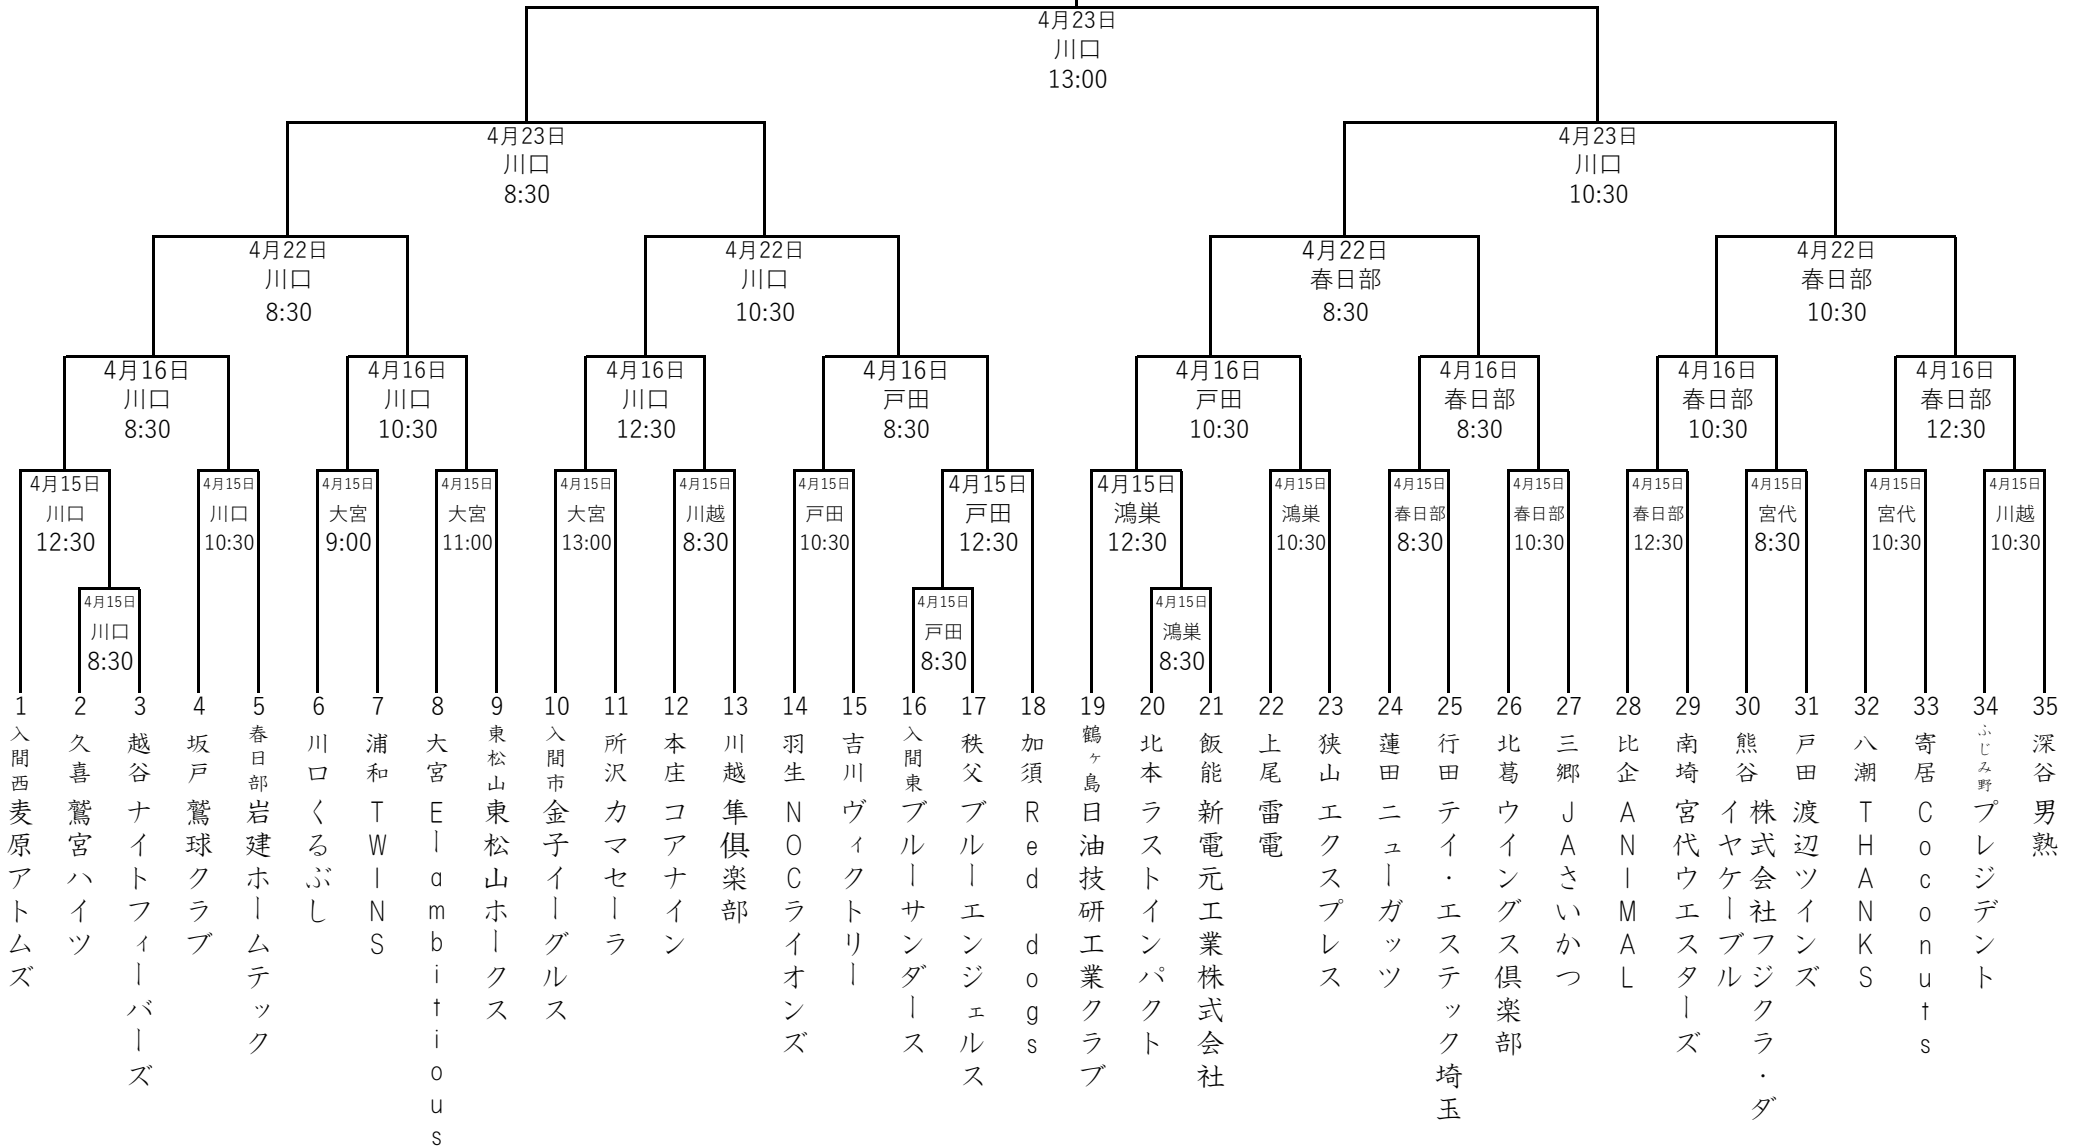 4月23日
川口
13:00
4月23日
川口
8:30
4月23日
川口
10:30
4月22日
川口
8:30
4月22日
川口
10:30
4月22日
春日部
8:30
4月22日
春日部
10:30
4月16日
川口
8:30
4月16日
川口
10:30
4月16日
川口
12:30
4月16日
戸田
8:30
4月16日
戸田
10:30
4月16日
春日部
8:30
4月16日
春日部
10:30
4月16日
春日部
12:30
4月15日
川口
12:30
4月15日
川口
10:30
4月15日
大宮
9:00
4月15日
大宮
11:00
4月15日
大宮
13:00
4月15日
川越
8:30
4月15日
戸田
10:30
4月15日
戸田
12:30
4月15日
鴻巣
12:30
4月15日
鴻巣
10:30
4月15日
春日部
8:30
4月15日
春日部
10:30
4月15日
春日部
12:30
4月15日
宮代
8:30
4月15日
宮代
10:30
4月15日
川越
10:30
4月15日
川口
8:30
4月15日
戸田
8:30
4月15日
鴻巣
8:30
1
入間西
麦原アトムズ
2
久喜
鷲宮ハイツ
3
越谷
ナイトフィーバーズ
4
坂戸
鷲球クラブ
5
春日部
岩建ホームテック
6
川口
くるぶし
7
浦和
TWINS
8
大宮
Elambitious
9
東松山
東松山ホークス
10
入間市
金子イーグルス
11
所沢
カマセーラ
12
本庄
コアナイン
13
川越
隼倶楽部
14
羽生
NOCライオンズ
15
吉川
ヴィクトリー
16
入間東
ブルーサンダース
17
秩父
ブルーエンジェルス
18
加須
Red dogs
19
鶴ヶ島
日油技研工業クラブ
20
北本
ラストインパクト
21
飯能
新電元工業株式会社
22
上尾
雷電
23
狭山
エクスプレス
24
蓮田
ニューガッツ
25
行田
テイ・エステック埼玉
26
北葛
ウイングス倶楽部
27
三郷
JAさいかつ
28
比企
ANIMAL
29
南埼
宮代ウエスターズ
30
熊谷
株式会社フジクラ・ダ
イヤケーブル
31
戸田
渡辺ツインズ
32
八潮
THANKS
33
寄居
Coconuts
34
ふじみ野
プレジデント
35
深谷
男熟